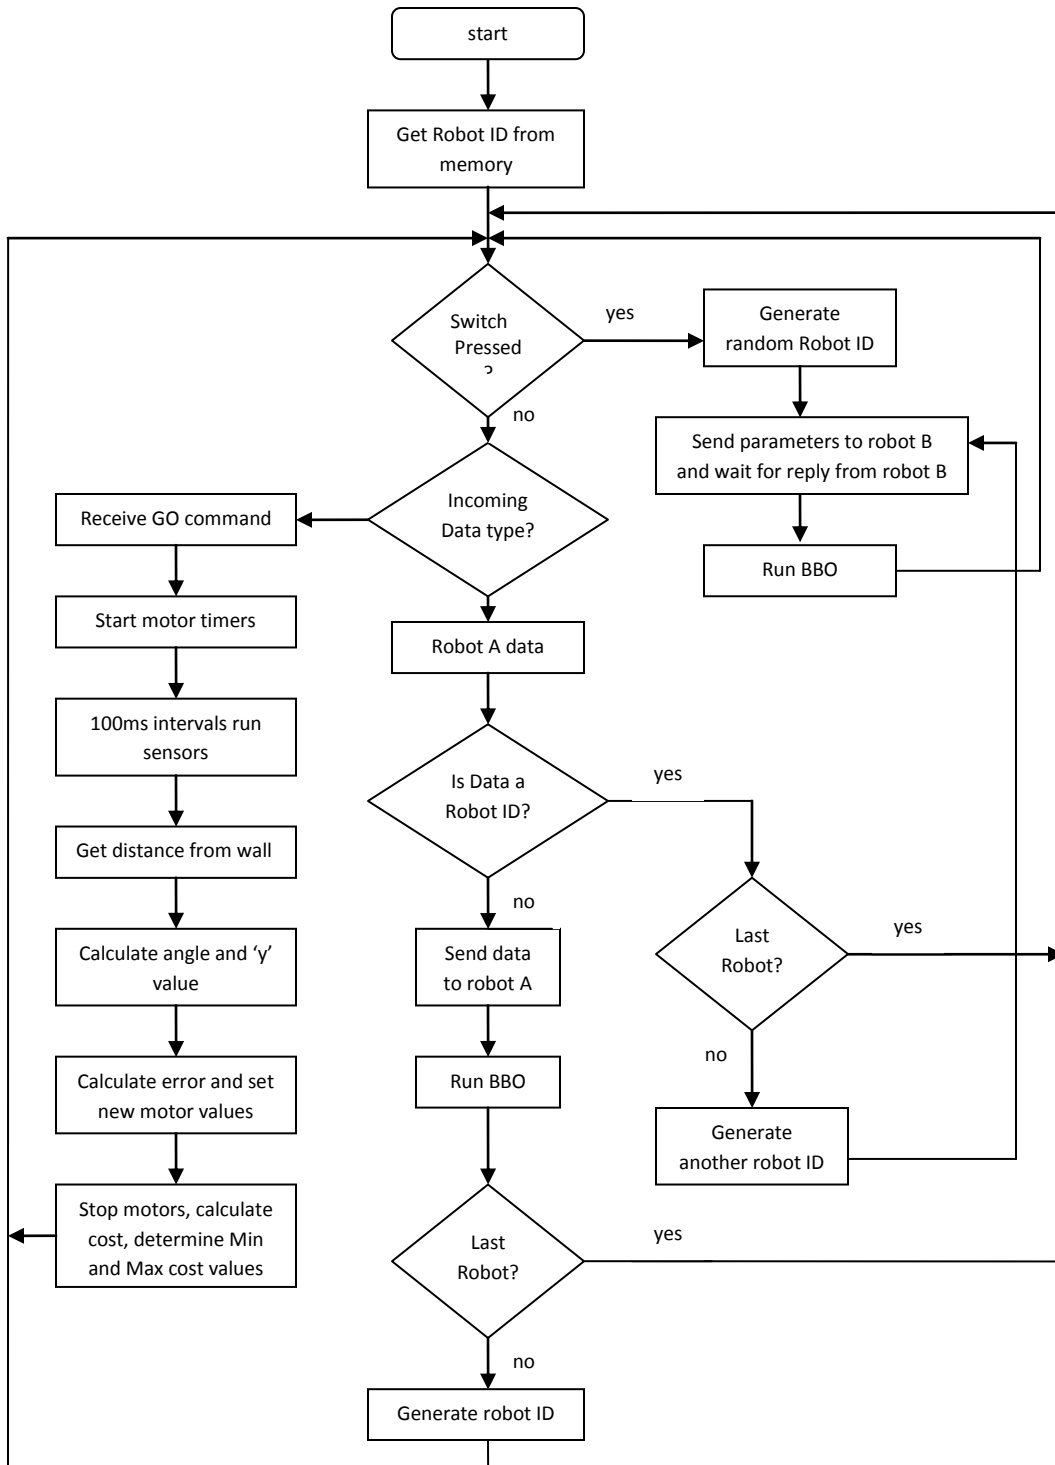 start
Get Robot ID from
memory
Switch
Pressed
?
yes
Generate
random Robot ID
no
Send parameters to robot B
and wait for reply from robot B
Incoming
Data type?
Receive GO command
Run BBO
Start motor timers
Robot A data
100ms intervals run
sensors
Is Data a
Robot ID?
yes
Get distance from wall
no
Calculate angle and ‘y’
value
Send data
to robot A
Last
Robot?
yes
no
Calculate error and set
new motor values
Run BBO
Generate
another robot ID
Stop motors, calculate
cost, determine Min
and Max cost values
Last
Robot?
yes
no
Generate robot ID